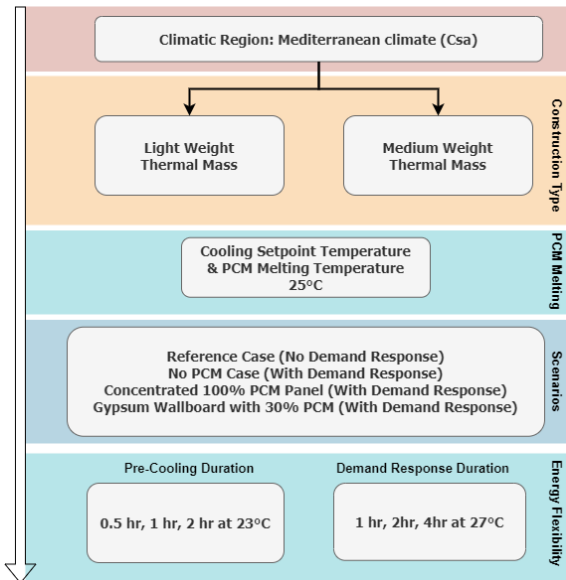 Climatic Region: Mediterranean climate (Csa)
Construction Type
Light Weight
Thermal Mass
Medium Weight
Thermal Mass
PCM Melting
Cooling Setpoint Temperature
& PCM Melting Temperature
25°C
Scenarios
Reference Case (No Demand Response)
No PCM Case (With Demand Response)
Concentrated 100% PCM Panel (With Demand Response)
Gypsum Wallboard with 30% PCM (With Demand Response)
Energy Flexibility
Pre-Cooling Duration
0.5 hr, 1 hr, 2 hr at 23°C
Demand Response Duration
1 hr, 2hr, 4hr at 27°C